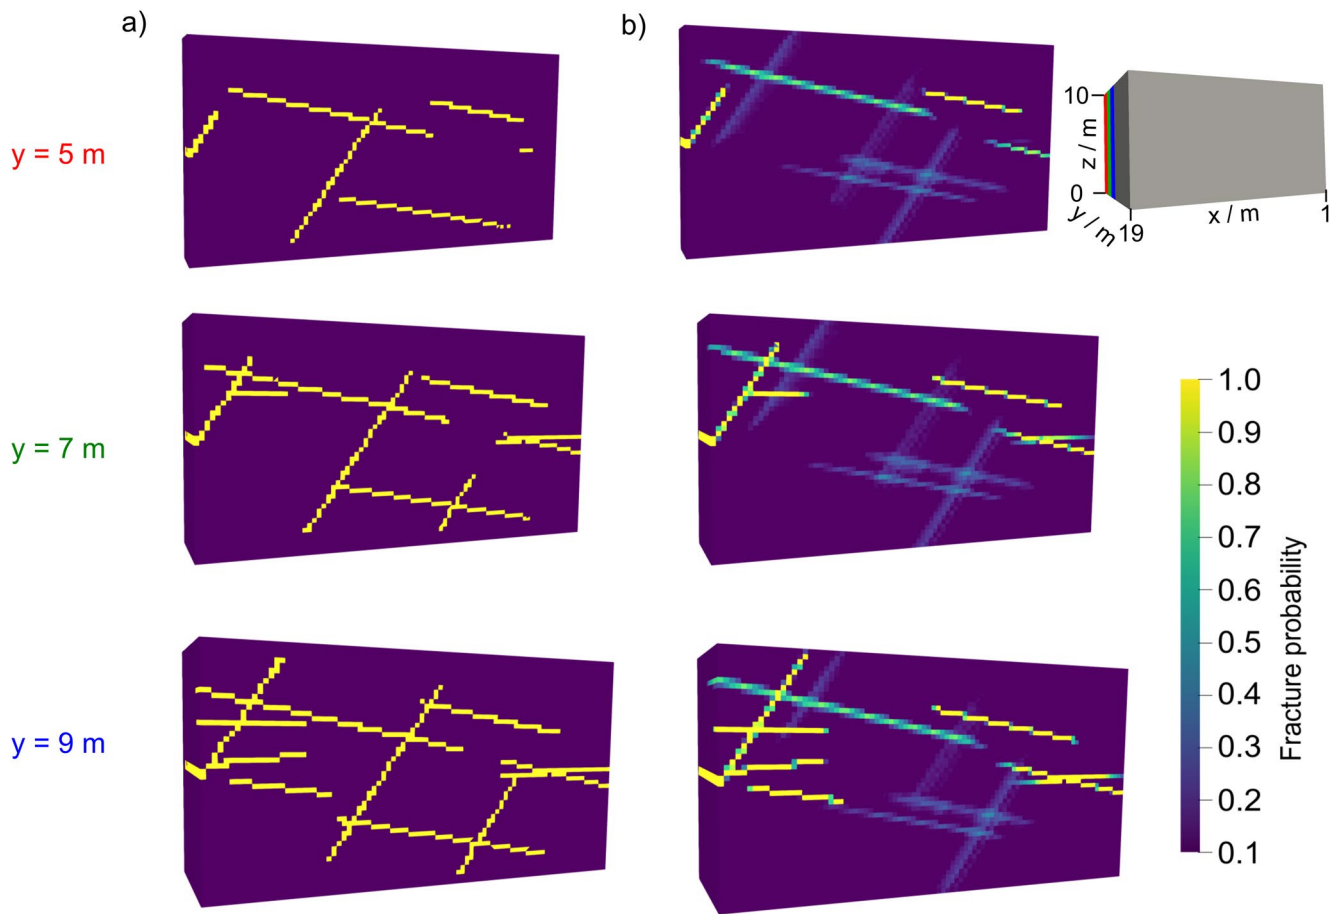 a)
b)
y = 5 m
10
z / m
0
y / m
19
x / m
1
y = 7 m
1.0
0.9
0.8
0.7
0.6
0.5
0.4
0.3
0.2
0.1
Fracture probability
y = 9 m